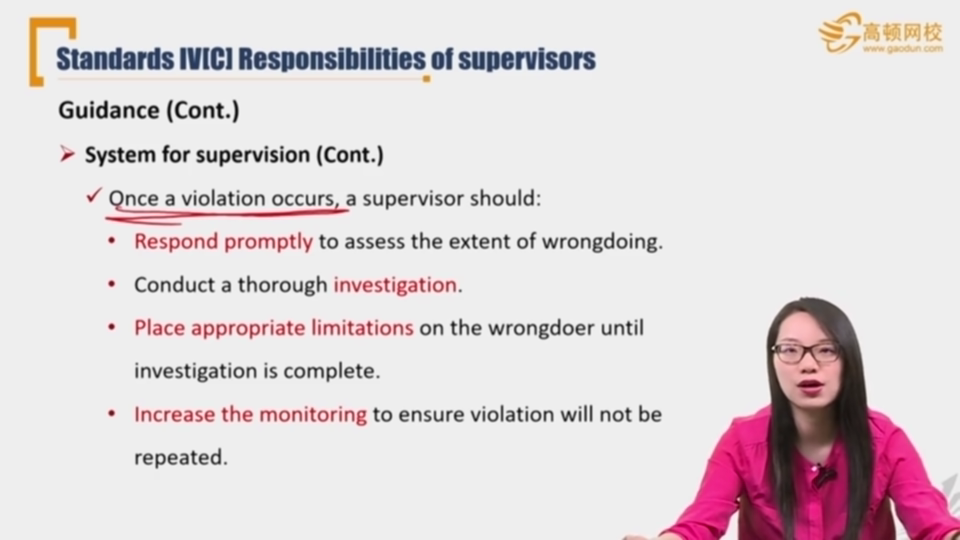 高顿网校
www.gaodun.com
Standards IV[C] Responsibilities of supervisors
Guidance (Cont.)
System for supervision (Cont.)
Once a violation occurs, a supervisor should:
Respond promptly to assess the extent of wrongdoing.
Conduct a thorough investigation.
Place appropriate limitations on the wrongdoer until
investigation is complete.
Increase the monitoring to ensure violation will not be
repeated.